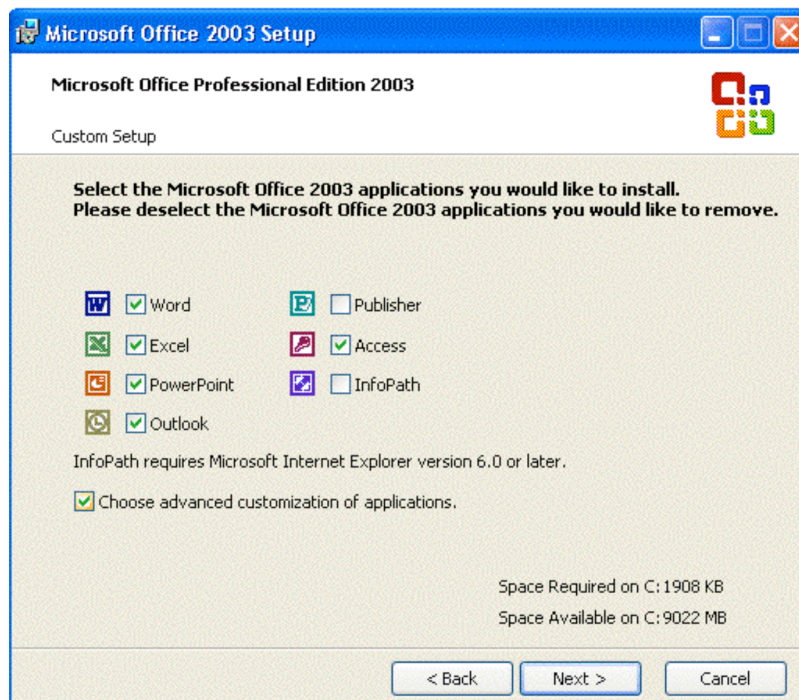 Microsoft Office 2003 Setup
Microsoft Office Professional Edition 2003
Custom Setup
Select the Microsoft Office 2003 applications you would like to install.
Please deselect the Microsoft Office 2003 applications you would like to remove.
Word
Publisher
Excel
Access
PowerPoint
InfoPath
Outlook
InfoPath requires Microsoft Internet Explorer version 6.0 or later.
Choose advanced customization of applications.
Space Required on C: 1908 KB
Space Available on C: 9022 MB
< Back Next > Cancel